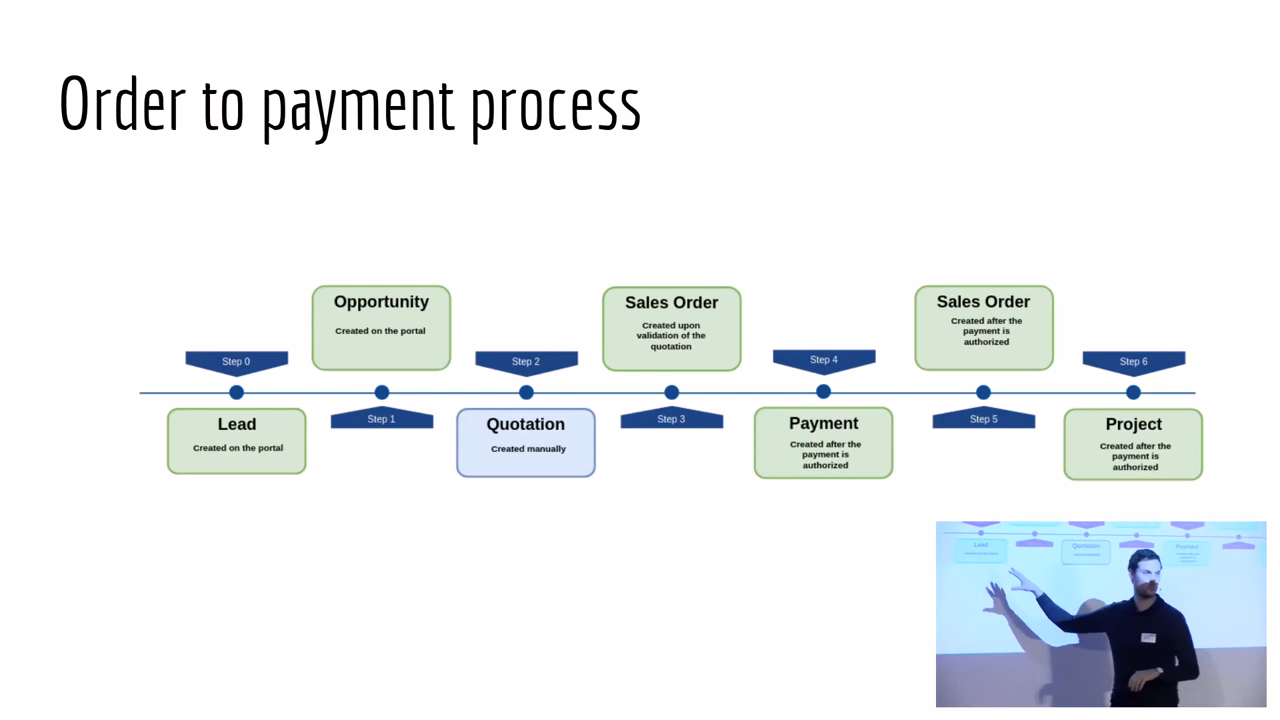 Order to payment process
Opportunity
Created on the portal
Sales Order
Created upon
validation of the
quotation
Sales Order
Created after the
payment is
authorized
Step 0
Step 2
Step 4
Step 6
Step 1
Step 3
Step 5
Lead
Created on the portal
Quotation
Created manually
Payment
Created after the
payment is
authorized
Project
Created after the
payment is
authorized
Lead
Quotation
Payment